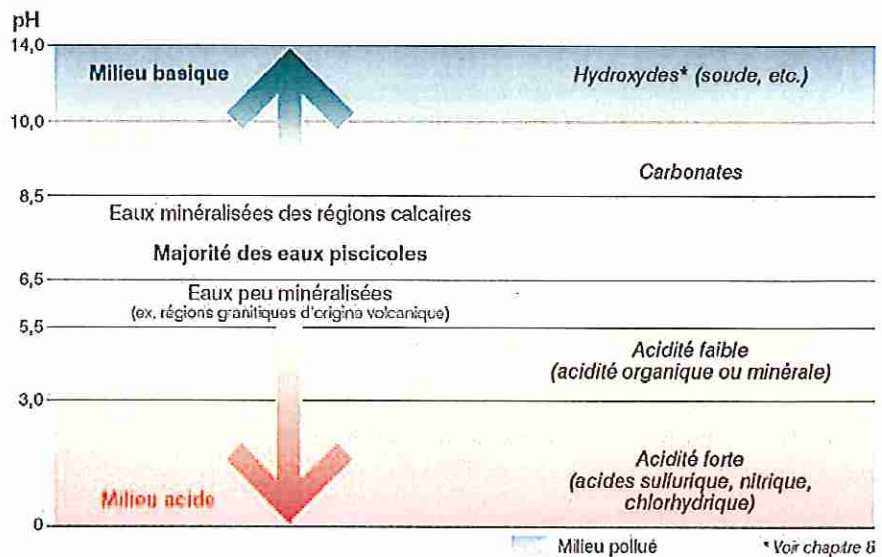 pH
14,0
Milieu basique
Hydroxydes* (soude, etc.)
10,0
Carbonates
8,5
Eaux minéralisées des régions calcaires
Majorité des eaux piscicoles
6,5
Eaux peu minéralisées
(ex. régions granitiques d'origine volcanique)
5,5
Acidité faible
(acidité organique ou minérale)
3,0
Acidité forte
(acides sulfurique, nitrique,
chlorhydrique)
Milieu acide
0
Milieu pollué
* Voir chapitre 6